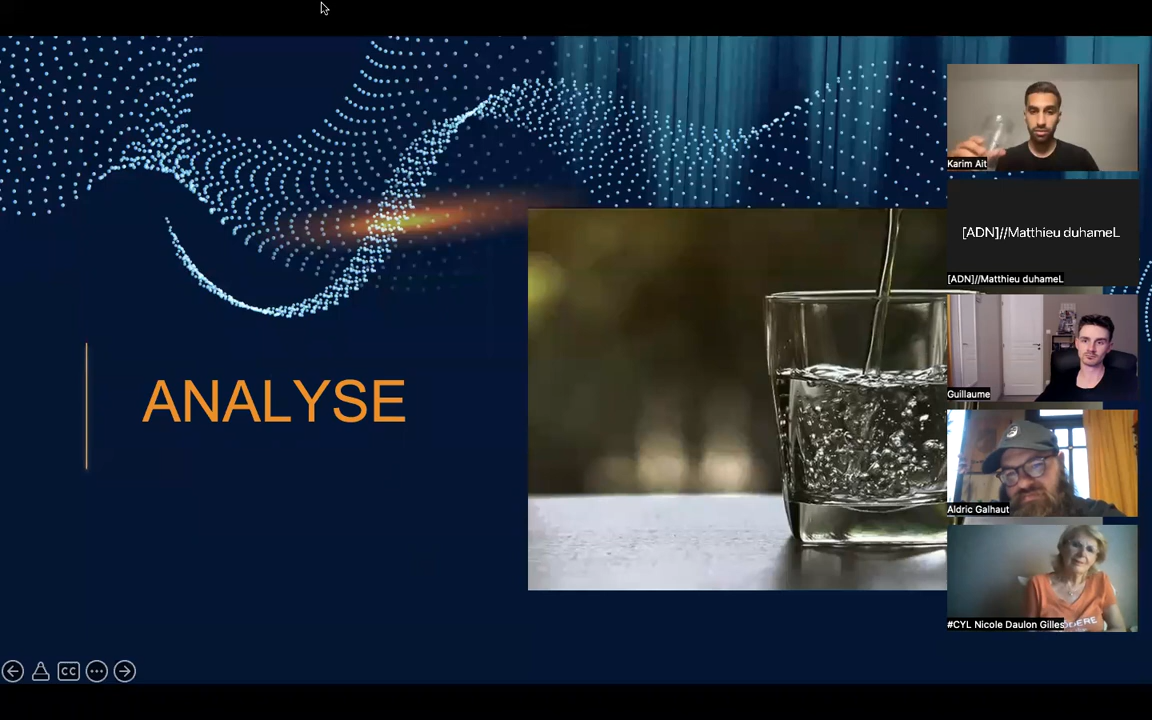 ANALYSE
Karim Ait
[ADN]//Matthieu duhameL
[ADN]//Matthieu duhameL
Guillaume
Aldric Galhaut
#CYL Nicole Daulon Gilles
CC